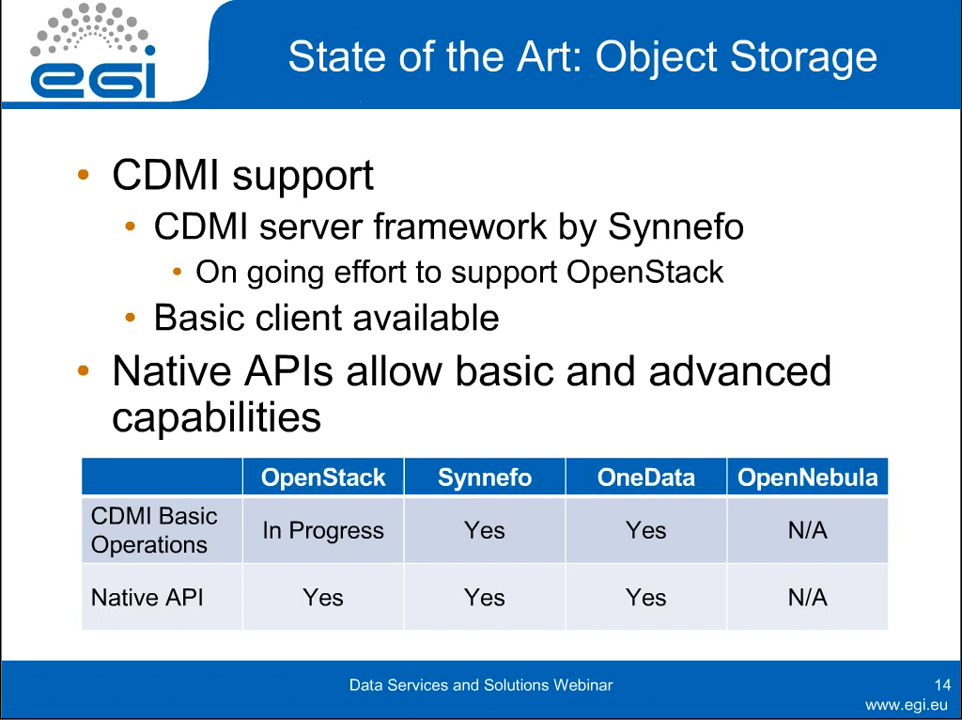 egi
State of the Art: Object Storage
• CDMI support
• CDMI server framework by Synnefo
• On going effort to support OpenStack
• Basic client available
• Native APIs allow basic and advanced
capabilities
OpenStack Synnefo OneData OpenNebula
CDMI Basic
Operations In Progress Yes Yes N/A
Native API Yes Yes Yes N/A
Data Services and Solutions Webinar 14
www.egi.eu